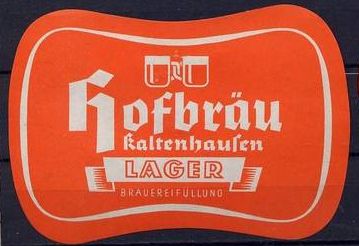 Hofbräu
Kaltenhausen
LAGER
BRAUEREIFÜLLUNG